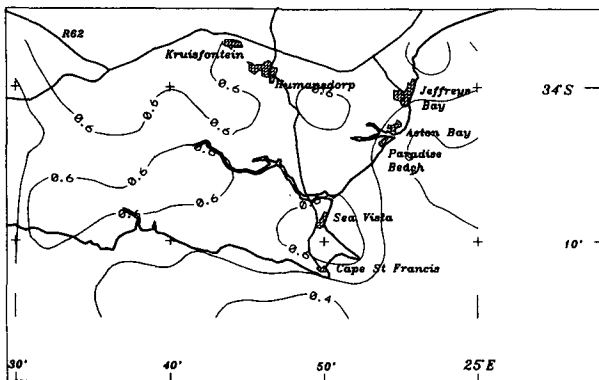 R62
Kruisfontein
0.6
Humansdorp
0.6
34°S
Jeffreys
Bay
0.6
0.6
Aston Bay
Paradise
Beach
0.6
0.6
0.6
0.6
0.6
Sea Vista
0.6
0.6
10'
Cape St Francis
0.4
30'
40'
50'
25°E